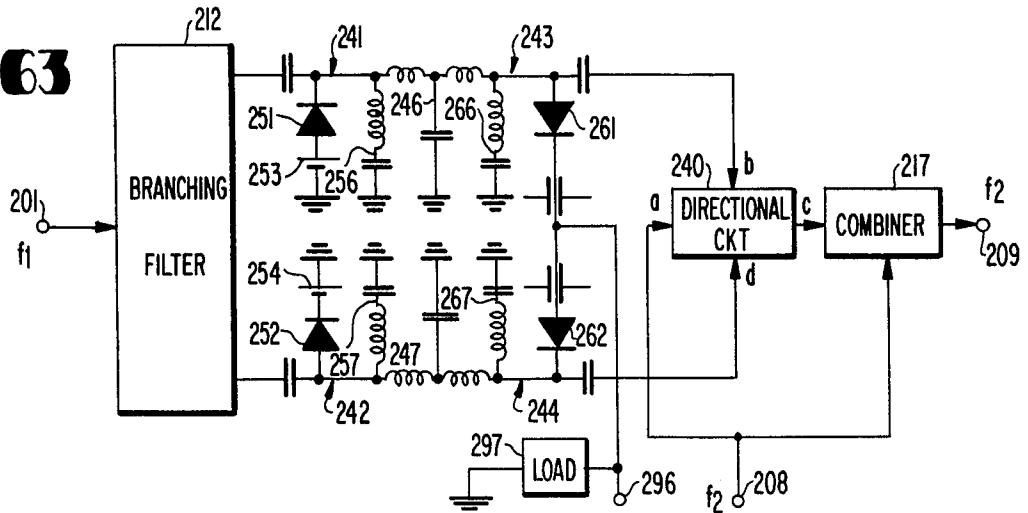 63
212
241
243
251
246
266
261
253
256
240
b
217
f2
201
BRANCHING
a
DIRECTIONAL
c
COMBINER
f1
CKT
209
FILTER
254
d
267
252
262
257
247
242
244
297
LOAD
296
f2
208